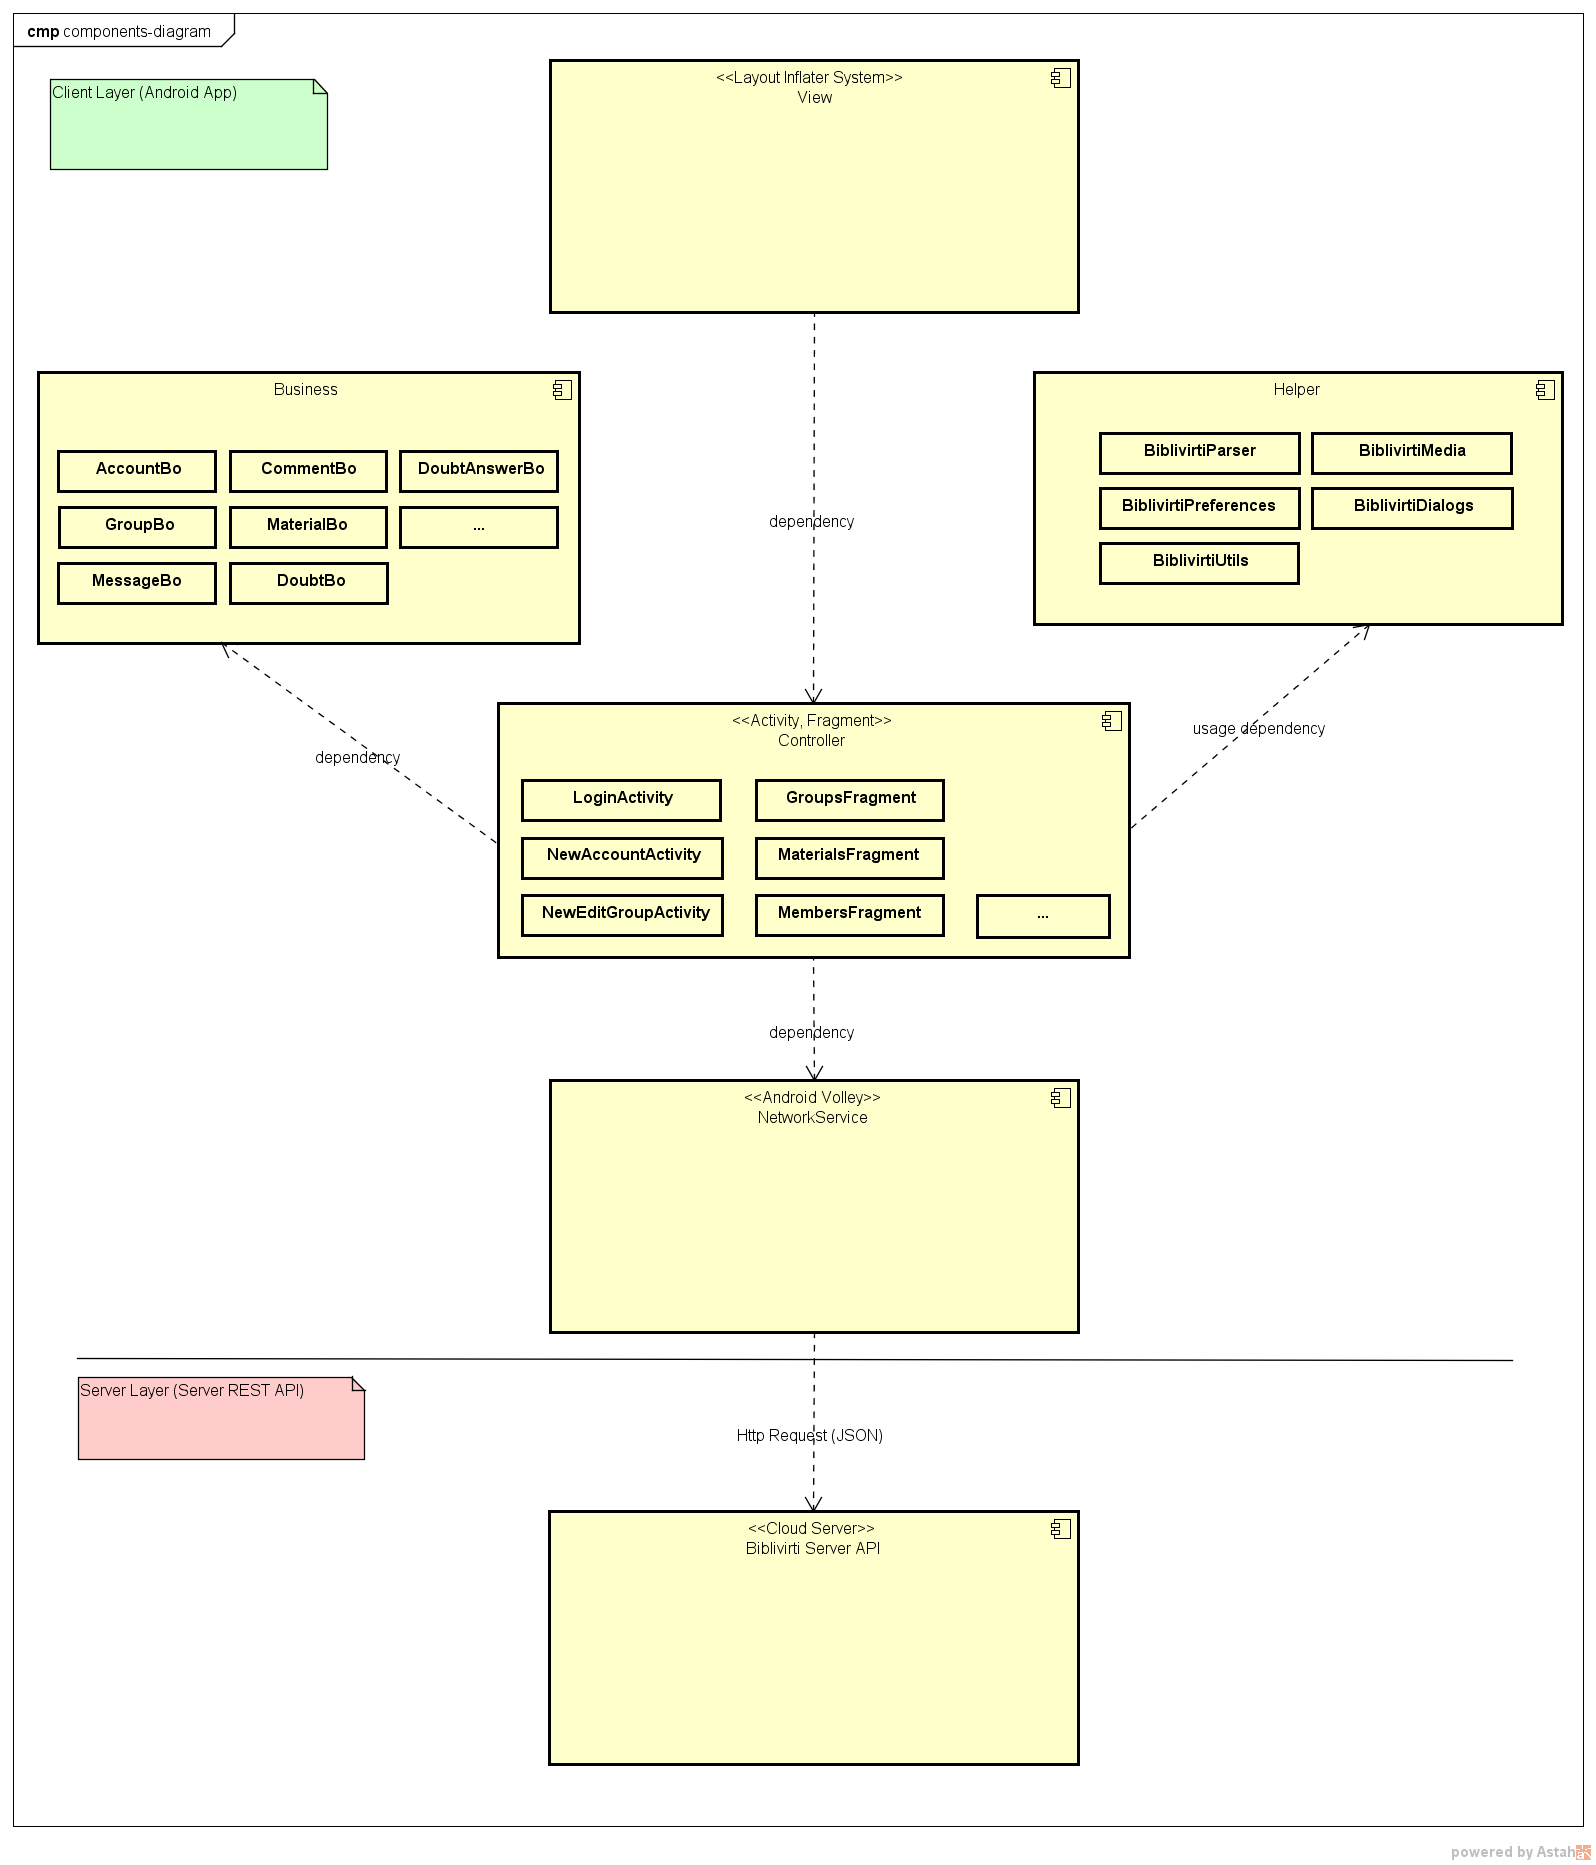 cmp components-diagram
Client Layer (Android App)
<<Layout Inflater System>>
View
Business
AccountBo
CommentBo
DoubtAnswerBo
GroupBo
MaterialBo
...
MessageBo
DoubtBo
Helper
BiblivirtiParser
BiblivirtiMedia
BiblivirtiPreferences
BiblivirtiDialogs
BiblivirtiUtils
dependency
dependency
usage dependency
<<Activity, Fragment>>
Controller
LoginActivity
GroupsFragment
NewAccountActivity
MaterialsFragment
NewEditGroupActivity
MembersFragment
...
dependency
<<Android Volley>>
NetworkService
Server Layer (Server REST API)
Http Request (JSON)
<<Cloud Server>>
Biblivirti Server API
powered by Astah